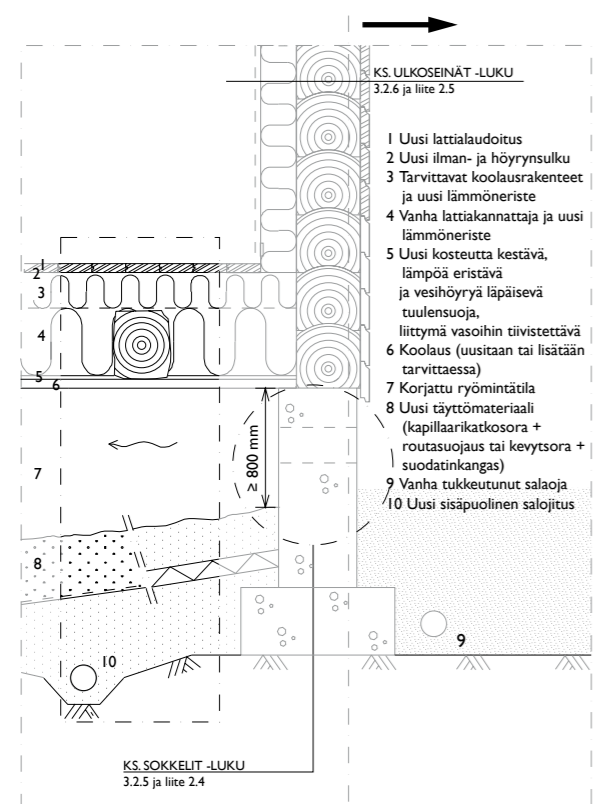 KS. ULKOSEINÄT -LUKU
3.2.6 ja liite 2.5
1 Uusi lattialaudoitus
2 Uusi ilman- ja höyrynsulku
3 Tarvittavat koolausrakenteet
ja uusi lämmöneriste
4 Vanha lattiakannattaja ja uusi
lämmöneriste
5 Uusi kosteutta kestävä,
lämpöä eristävä
ja vesihöyryä läpäisevä
tuulensuoja,
liittymä vasoihin tiivistettävä
6 Koolaus (uusitaan tai lisätään
tarvittaessa)
7 Korjattu ryömintätila
8 Uusi täyttömateriaali
(kapillaarikatkosora +
routasuojaus tai kevytsora +
suodatinkangas)
9 Vanha tukkeutunut salaoja
10 Uusi sisäpuolinen salojitus
1
2
3
4
5
6
≥ 800 mm
7
8
9
10
KS. SOKKELIT -LUKU
3.2.5 ja liite 2.4